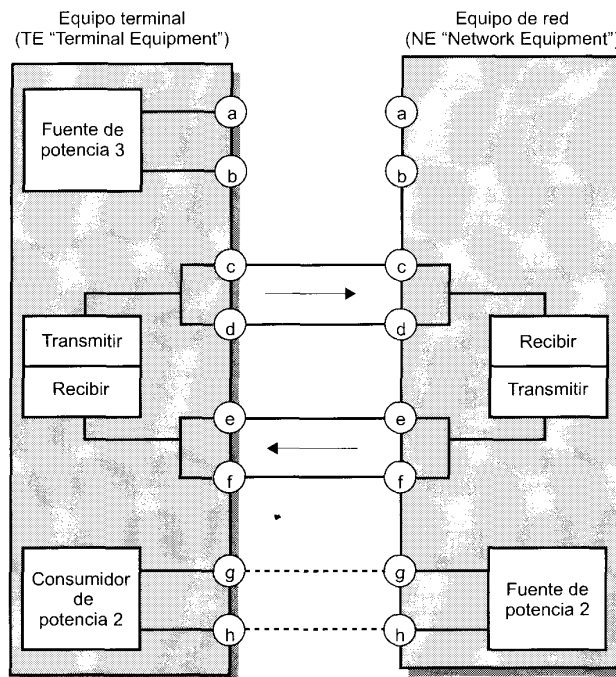 Equipo terminal
(TE “Terminal Equipment”)
Equipo de red
(NE “Network Equipment”)
Fuente de
potencia 3
a
b
a
b
c
d
c
d
Transmitir
Recibir
Recibir
Transmitir
e
f
e
f
Consumidor
de
potencia 2
g
h
g
h
Fuente de
potencia 2